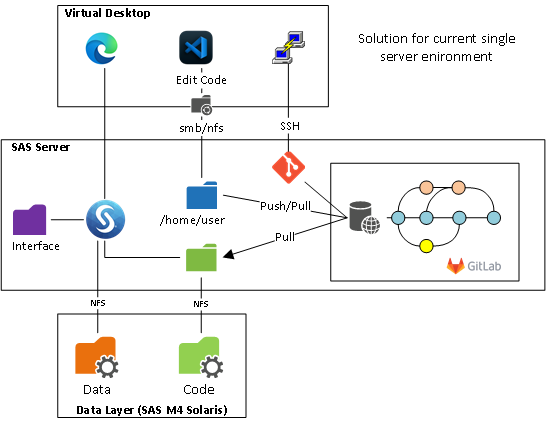 Virtual Desktop
Solution for current single
server enironment
Edit Code
smb/nfs
SSH
SAS Server
/home/user
Push/Pull
Interface
Pull
GitLab
NFS
NFS
Data
Code
Data Layer (SAS M4 Solaris)